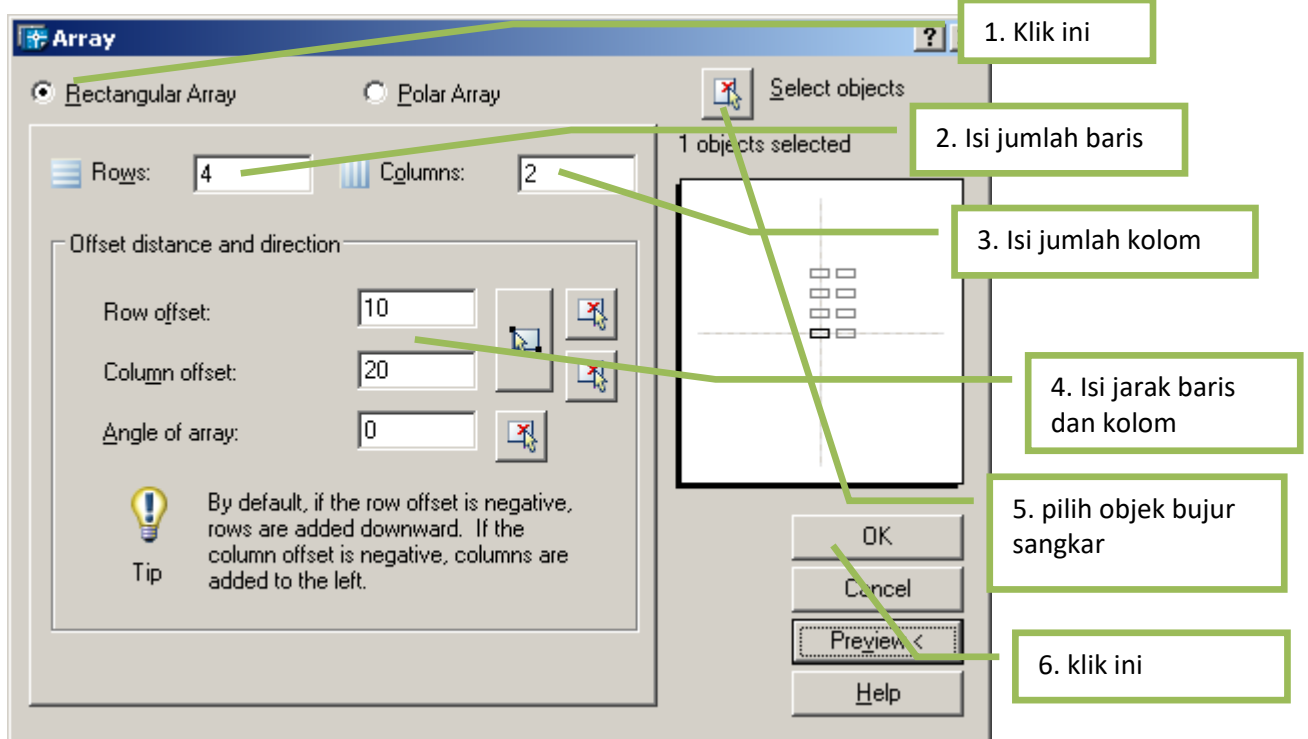 Array
?
1. Klik ini
Rectangular Array
Polar Array
Select objects
1 objects selected
2. Isi jumlah baris
Rows:
4
Columns:
2
3. Isi jumlah kolom
Offset distance and direction
Row offset:
10
Column offset:
20
4. Isi jarak baris
dan kolom
Angle of array:
0
By default, if the row offset is negative,
rows are added downward. If the
column offset is negative, columns are
added to the left.
Tip
5. pilih objek bujur
sangkar
OK
Cancel
Preview <
6. klik ini
Help